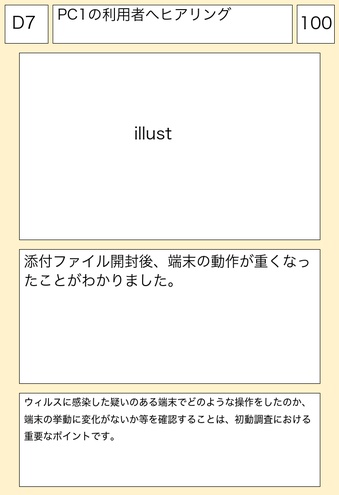 D7
PC1の利用者へヒアリング
100
illust
添付ファイル開封後、端末の動作が重くなっ
たことがわかりました。
ウィルスに感染した疑いのある端末でどのような操作をしたのか、
端末の挙動に変化がないか等を確認することは、初動調査における
重要なポイントです。